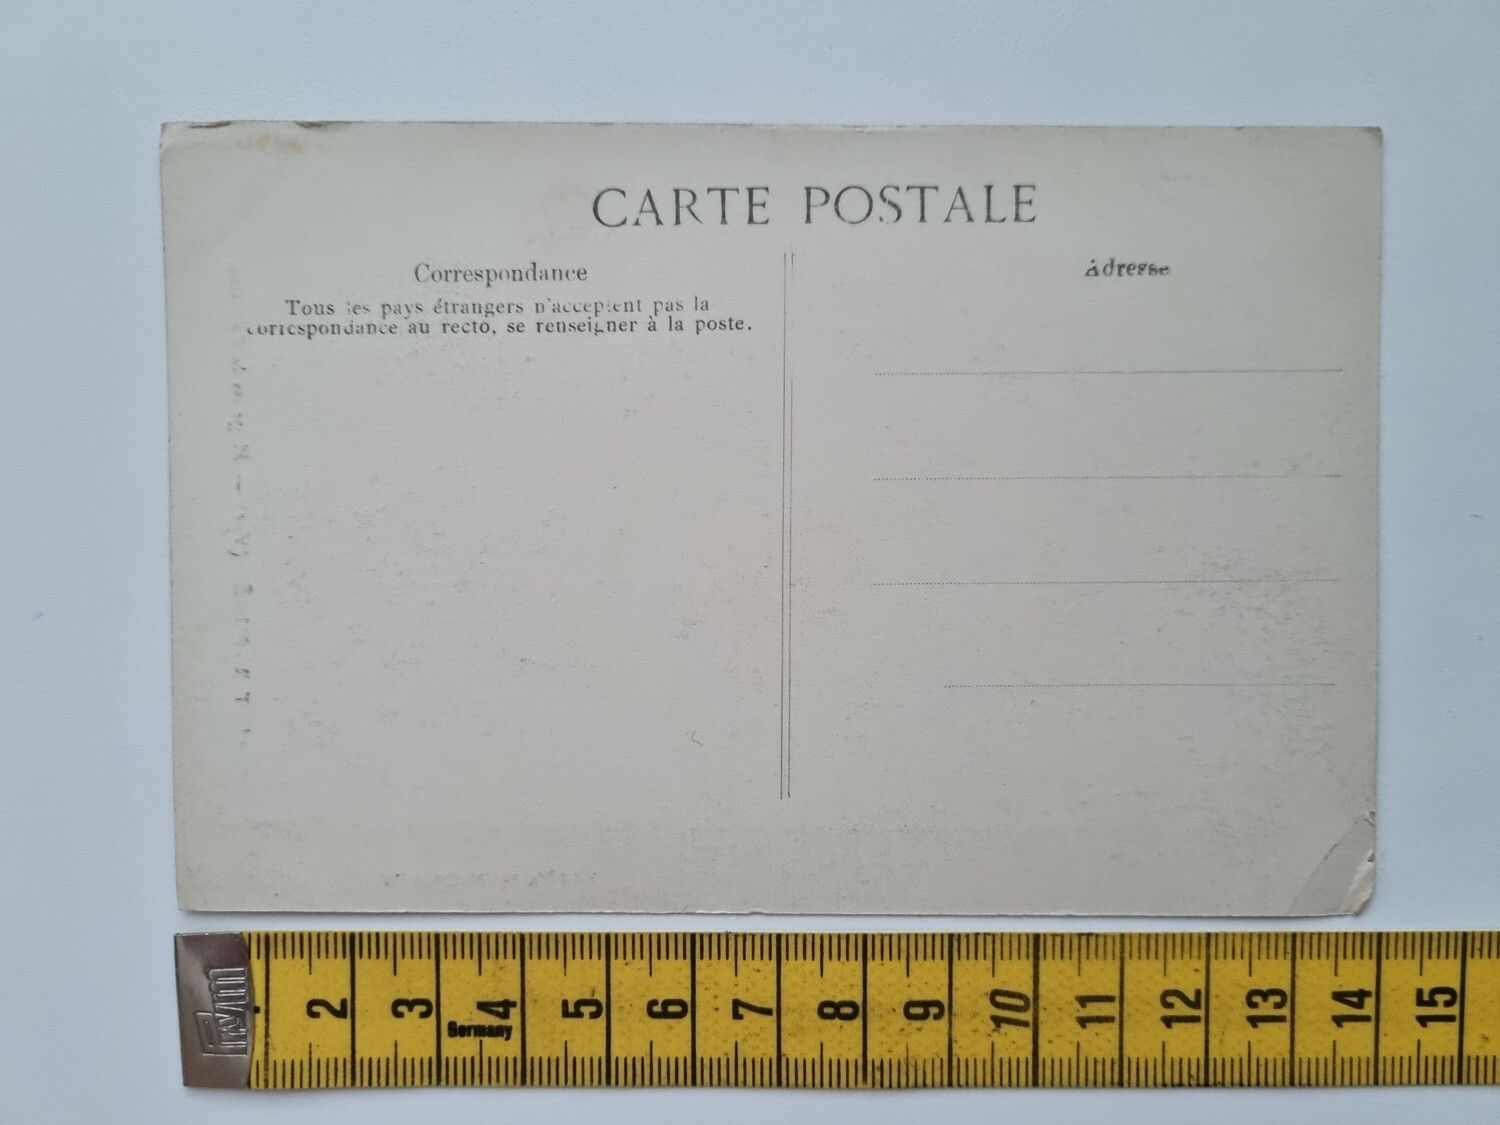 CARTE POSTALE
Correspondance
Tous les pays étrangers n'acceptent pas la
correspondance au recto, se renseigner à la poste.
Adresse
Prym
2 3 4 5 6 7 8 9 10 11 12 13 14 15
Germany